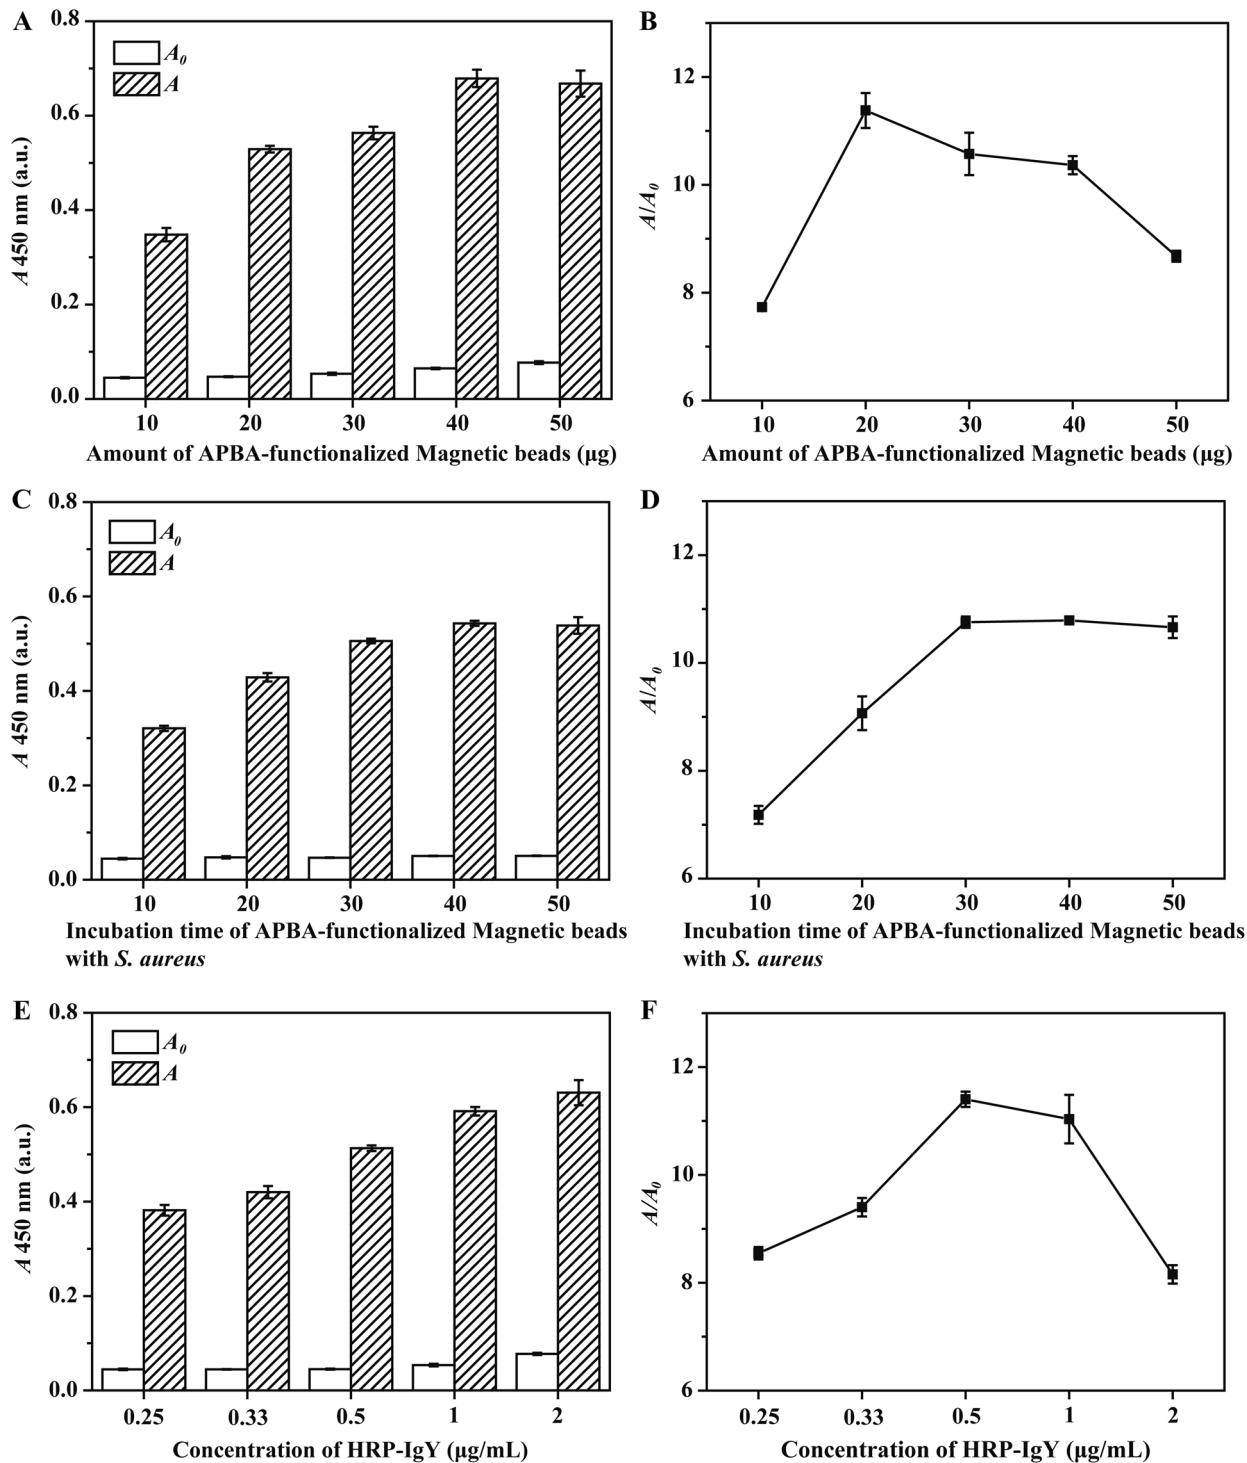 A
0.8
0.6
0.4
0.2
0.0
A 450 nm (a.u.)
A0
A
10 20 30 40 50
Amount of APBA-functionalized Magnetic beads (μg)
B
12
10
8
6
A/A0
10 20 30 40 50
Amount of APBA-functionalized Magnetic beads (μg)
C
0.8
0.6
0.4
0.2
0.0
A 450 nm (a.u.)
A0
A
10 20 30 40 50
Incubation time of APBA-functionalized Magnetic beads
with S. aureus
D
12
10
8
6
A/A0
10 20 30 40 50
Incubation time of APBA-functionalized Magnetic beads
with S. aureus
E
0.8
0.6
0.4
0.2
0.0
A 450 nm (a.u.)
A0
A
0.25 0.33 0.5 1 2
Concentration of HRP-IgY (μg/mL)
F
12
10
8
6
A/A0
0.25 0.33 0.5 1 2
Concentration of HRP-IgY (μg/mL)